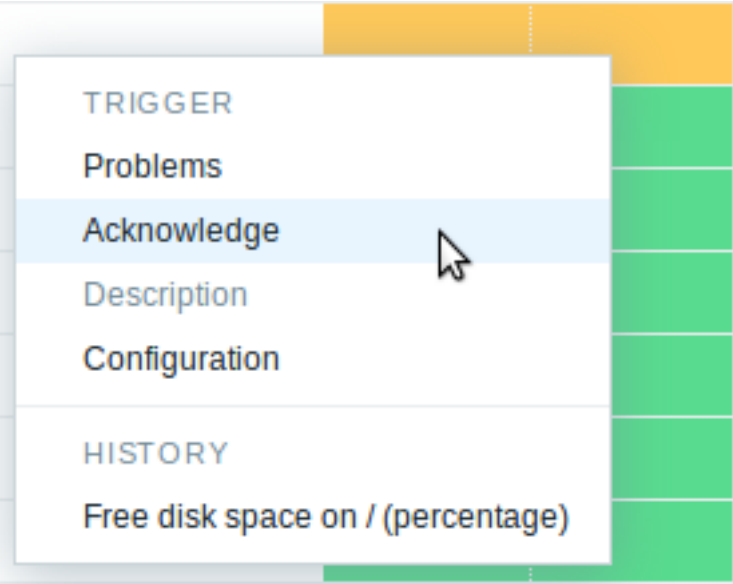 TRIGGER
Problems
Acknowledge
Description
Configuration
HISTORY
Free disk space on / (percentage)